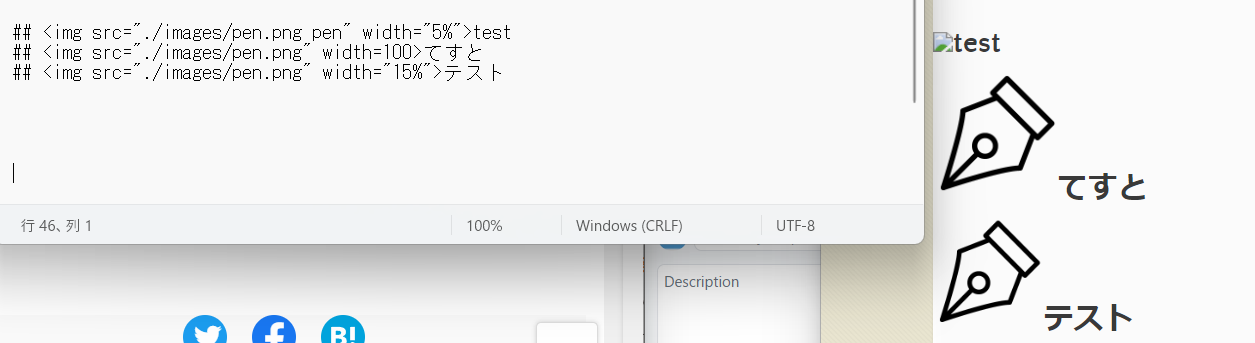 ## <img src="./images/pen.png pen" width="5%">test
## <img src="./images/pen.png" width=100>てすと
## <img src="./images/pen.png" width="15%">テスト
行 46、列 1
100%
Windows (CRLF)
UTF-8
test
てすと
テスト
Description
B!